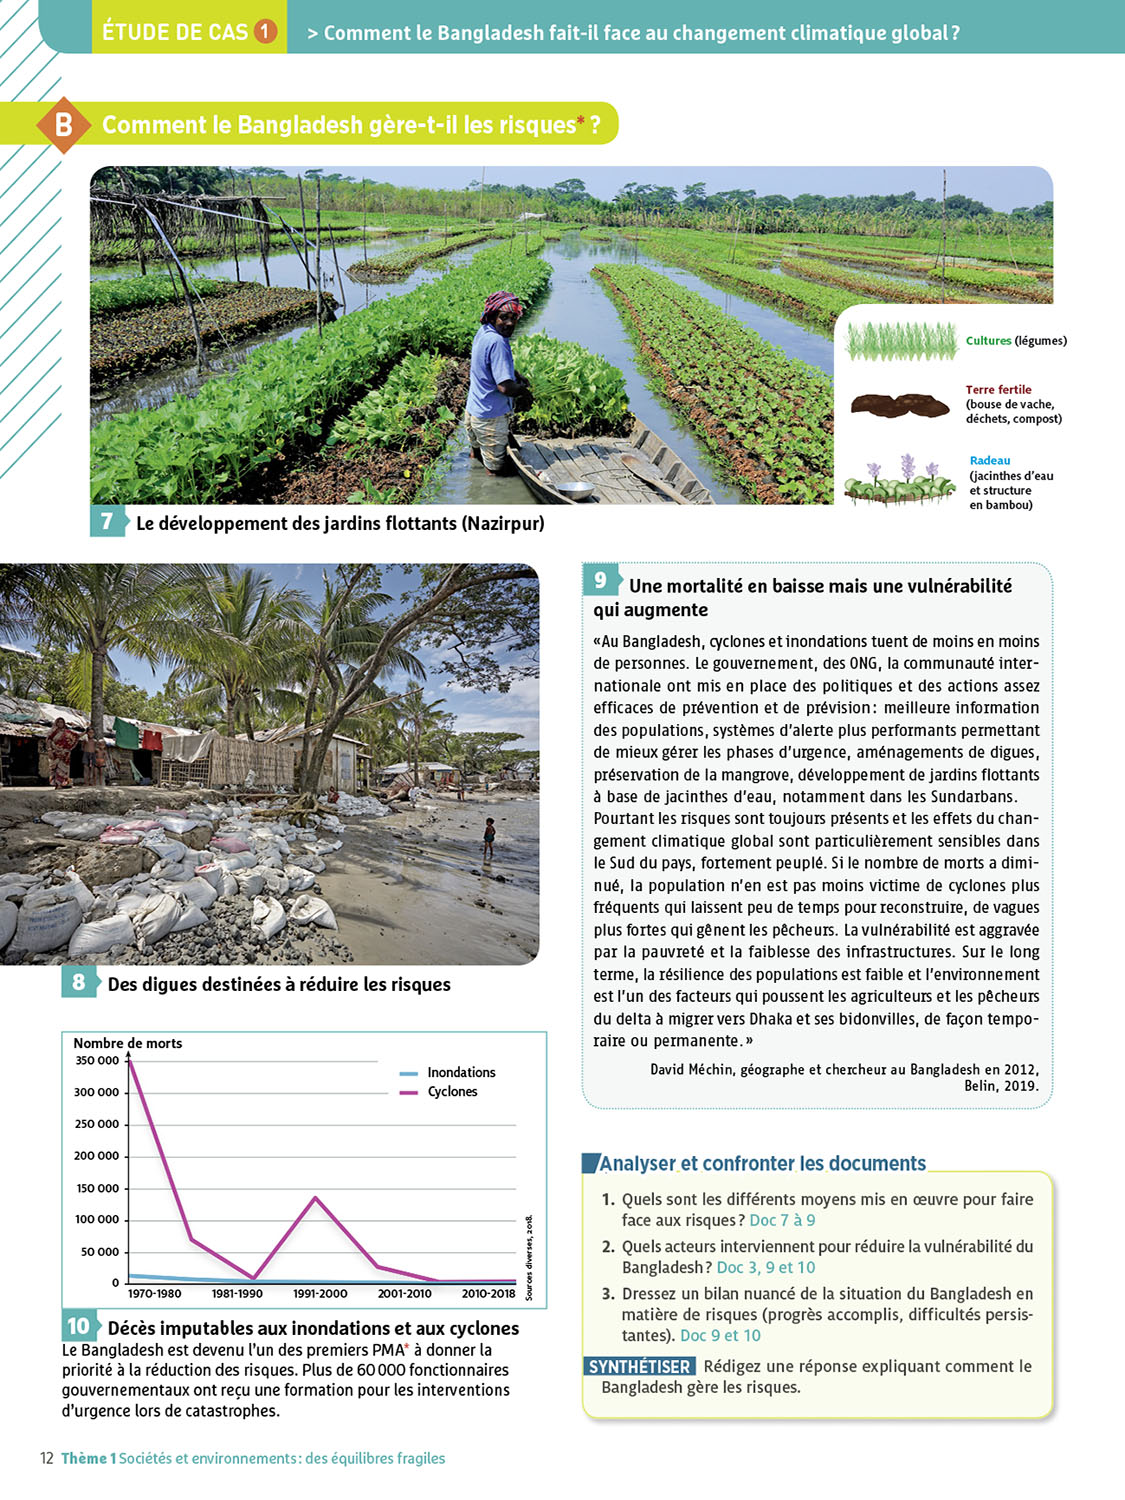 ÉTUDE DE CAS 1
> Comment le Bangladesh fait-il face au changement climatique global ?
B Comment le Bangladesh gère-t-il les risques* ?
Cultures (légumes)
Terre fertile
(bouse de vache,
déchets, compost)
Radeau
(jacinthes d'eau
et structure
en bambou)
7 Le développement des jardins flottants (Nazirpur)
8 Des digues destinées à réduire les risques
9 Une mortalité en baisse mais une vulnérabilité
qui augmente
«Au Bangladesh, cyclones et inondations tuent de moins en moins
de personnes. Le gouvernement, des ONG, la communauté inter-
nationale ont mis en place des politiques et des actions assez
efficaces de prévention et de prévision : meilleure information
des populations, systèmes d'alerte plus performants permettant
de mieux gérer les phases d'urgence, aménagements de digues,
préservation de la mangrove, développement de jardins flottants
à base de jacinthes d'eau, notamment dans les Sundarbans.
Pourtant les risques sont toujours présents et les effets du chan-
gement climatique global sont particulièrement sensibles dans
le Sud du pays, fortement peuplé. Si le nombre de morts a dimi-
nué, la population n'en est pas moins victime de cyclones plus
fréquents qui laissent peu de temps pour reconstruire, de vagues
plus fortes qui gênent les pêcheurs. La vulnérabilité est aggravée
par la pauvreté et la faiblesse des infrastructures. Sur le long
terme, la résilience des populations est faible et l'environnement
est l'un des facteurs qui poussent les agriculteurs et les pêcheurs
du delta à migrer vers Dhaka et ses bidonvilles, de façon tempo-
raire ou permanente.»
David Méchin, géographe et chercheur au Bangladesh en 2012,
Belin, 2019.
Nombre de morts
350 000
300 000
250 000
200 000
150 000
100 000
50 000
0
Inondations
Cyclones
1970-1980 1981-1990 1991-2000 2001-2010 2010-2018
Sources diverses, 2018.
10 Décès imputables aux inondations et aux cyclones
Le Bangladesh est devenu l'un des premiers PMA* à donner la
priorité à la réduction des risques. Plus de 60 000 fonctionnaires
gouvernementaux ont reçu une formation pour les interventions
d'urgence lors de catastrophes.
Analyser et confronter les documents
1. Quels sont les différents moyens mis en œuvre pour faire
face aux risques ? Doc 7 à 9
2. Quels acteurs interviennent pour réduire la vulnérabilité du
Bangladesh ? Doc 3, 9 et 10
3. Dressez un bilan nuancé de la situation du Bangladesh en
matière de risques (progrès accomplis, difficultés persis-
tantes). Doc 9 et 10
SYNTHÉTISER Rédigez une réponse expliquant comment le
Bangladesh gère les risques.
12 Thème 1 Sociétés et environnements : des équilibres fragiles